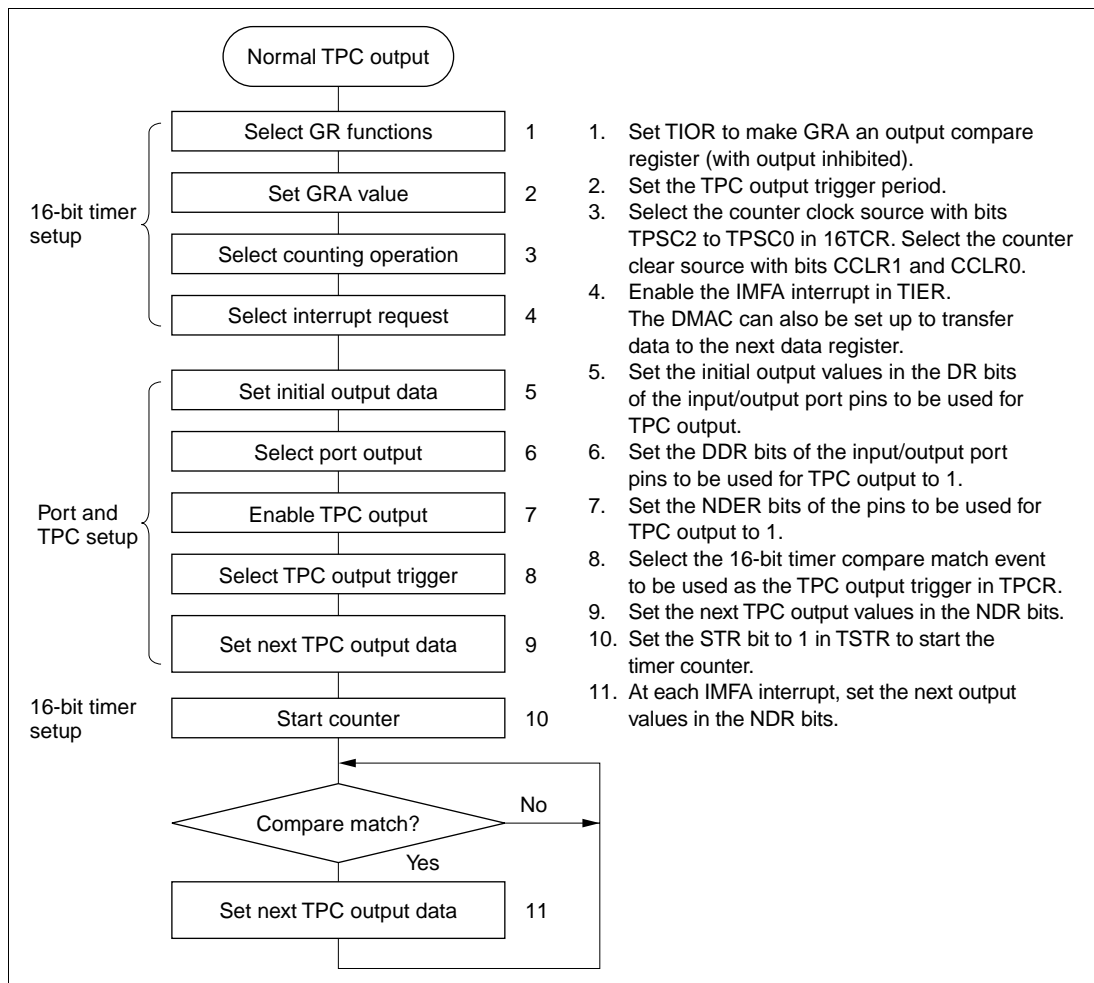 Normal TPC output
Select GR functions 1
Set GRA value 2
Select counting operation 3
Select interrupt request 4
16-bit timer
setup
Set initial output data 5
Select port output 6
Enable TPC output 7
Select TPC output trigger 8
Set next TPC output data 9
Port and
TPC setup
Start counter 10
16-bit timer
setup
Compare match?
No
Yes
Set next TPC output data 11
1. Set TIOR to make GRA an output compare
register (with output inhibited).
2. Set the TPC output trigger period.
3. Select the counter clock source with bits
TPSC2 to TPSC0 in 16TCR. Select the counter
clear source with bits CCLR1 and CCLR0.
4. Enable the IMFA interrupt in TIER.
The DMAC can also be set up to transfer
data to the next data register.
5. Set the initial output values in the DR bits
of the input/output port pins to be used for
TPC output.
6. Set the DDR bits of the input/output port
pins to be used for TPC output to 1.
7. Set the NDER bits of the pins to be used for
TPC output to 1.
8. Select the 16-bit timer compare match event
to be used as the TPC output trigger in TPCR.
9. Set the next TPC output values in the NDR bits.
10. Set the STR bit to 1 in TSTR to start the
timer counter.
11. At each IMFA interrupt, set the next output
values in the NDR bits.